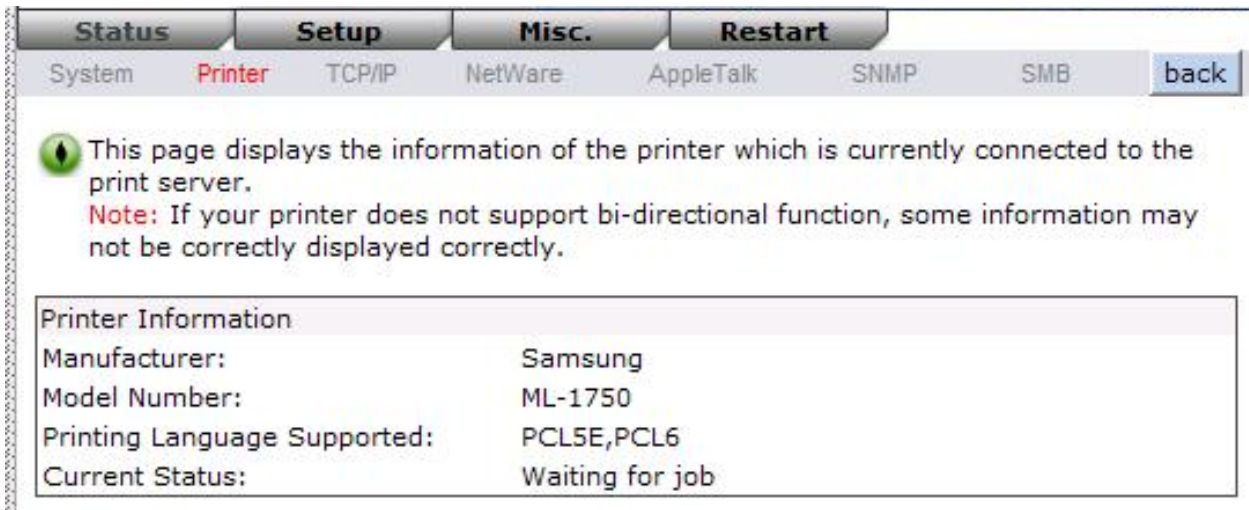 Status Setup Misc. Restart
System Printer TCP/IP NetWare AppleTalk SNMP SMB back
This page displays the information of the printer which is currently connected to the
print server.
Note: If your printer does not support bi-directional function, some information may
not be correctly displayed correctly.
Printer Information
Manufacturer: Samsung
Model Number: ML-1750
Printing Language Supported: PCL5E,PCL6
Current Status: Waiting for job